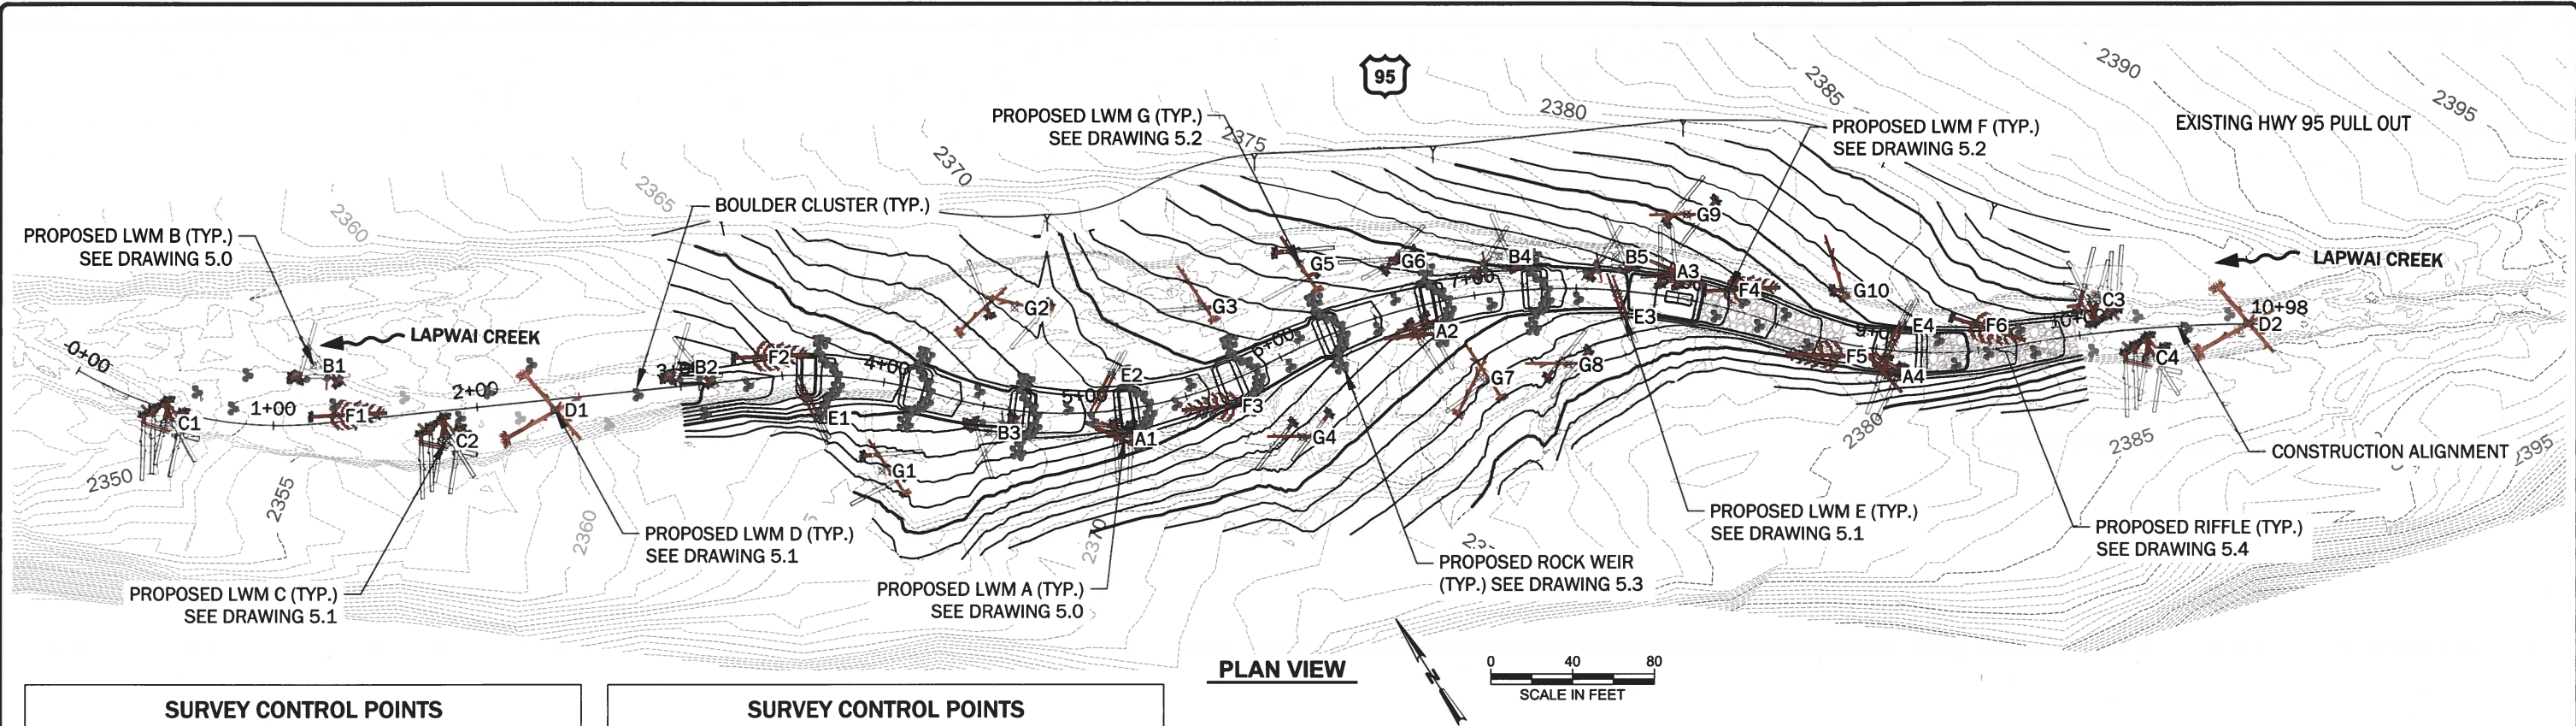 95
2390
2385
2395
2380
2375
2370
2365
2360
EXISTING HWY 95 PULL OUT
PROPOSED LWM G (TYP.)
SEE DRAWING 5.2
PROPOSED LWM F (TYP.)
SEE DRAWING 5.2
BOULDER CLUSTER (TYP.)
PROPOSED LWM B (TYP.)
SEE DRAWING 5.0
LAPWAI CREEK
LAPWAI CREEK
-0+00
1+00
2+00
4+00
5+00
6+00
7+00
10+98
C1
B1
F1
C2
D1
B2
F2
E1
G1
B3
G2
E2
A1
G3
F3
G4
G5
G6
A2
B4
G7
G8
B5
E3
A3
G9
F4
G10
F5
E4
A4
F6
C3
C4
D2
2350
2355
2360
2370
2380
2385
2395
CONSTRUCTION ALIGNMENT
PROPOSED LWM D (TYP.)
SEE DRAWING 5.1
PROPOSED LWM C (TYP.)
SEE DRAWING 5.1
PROPOSED LWM A (TYP.)
SEE DRAWING 5.0
PROPOSED ROCK WEIR
(TYP.) SEE DRAWING 5.3
PROPOSED LWM E (TYP.)
SEE DRAWING 5.1
PROPOSED RIFFLE (TYP.)
SEE DRAWING 5.4
PLAN VIEW
N
0 40 80
SCALE IN FEET
SURVEY CONTROL POINTS
SURVEY CONTROL POINTS